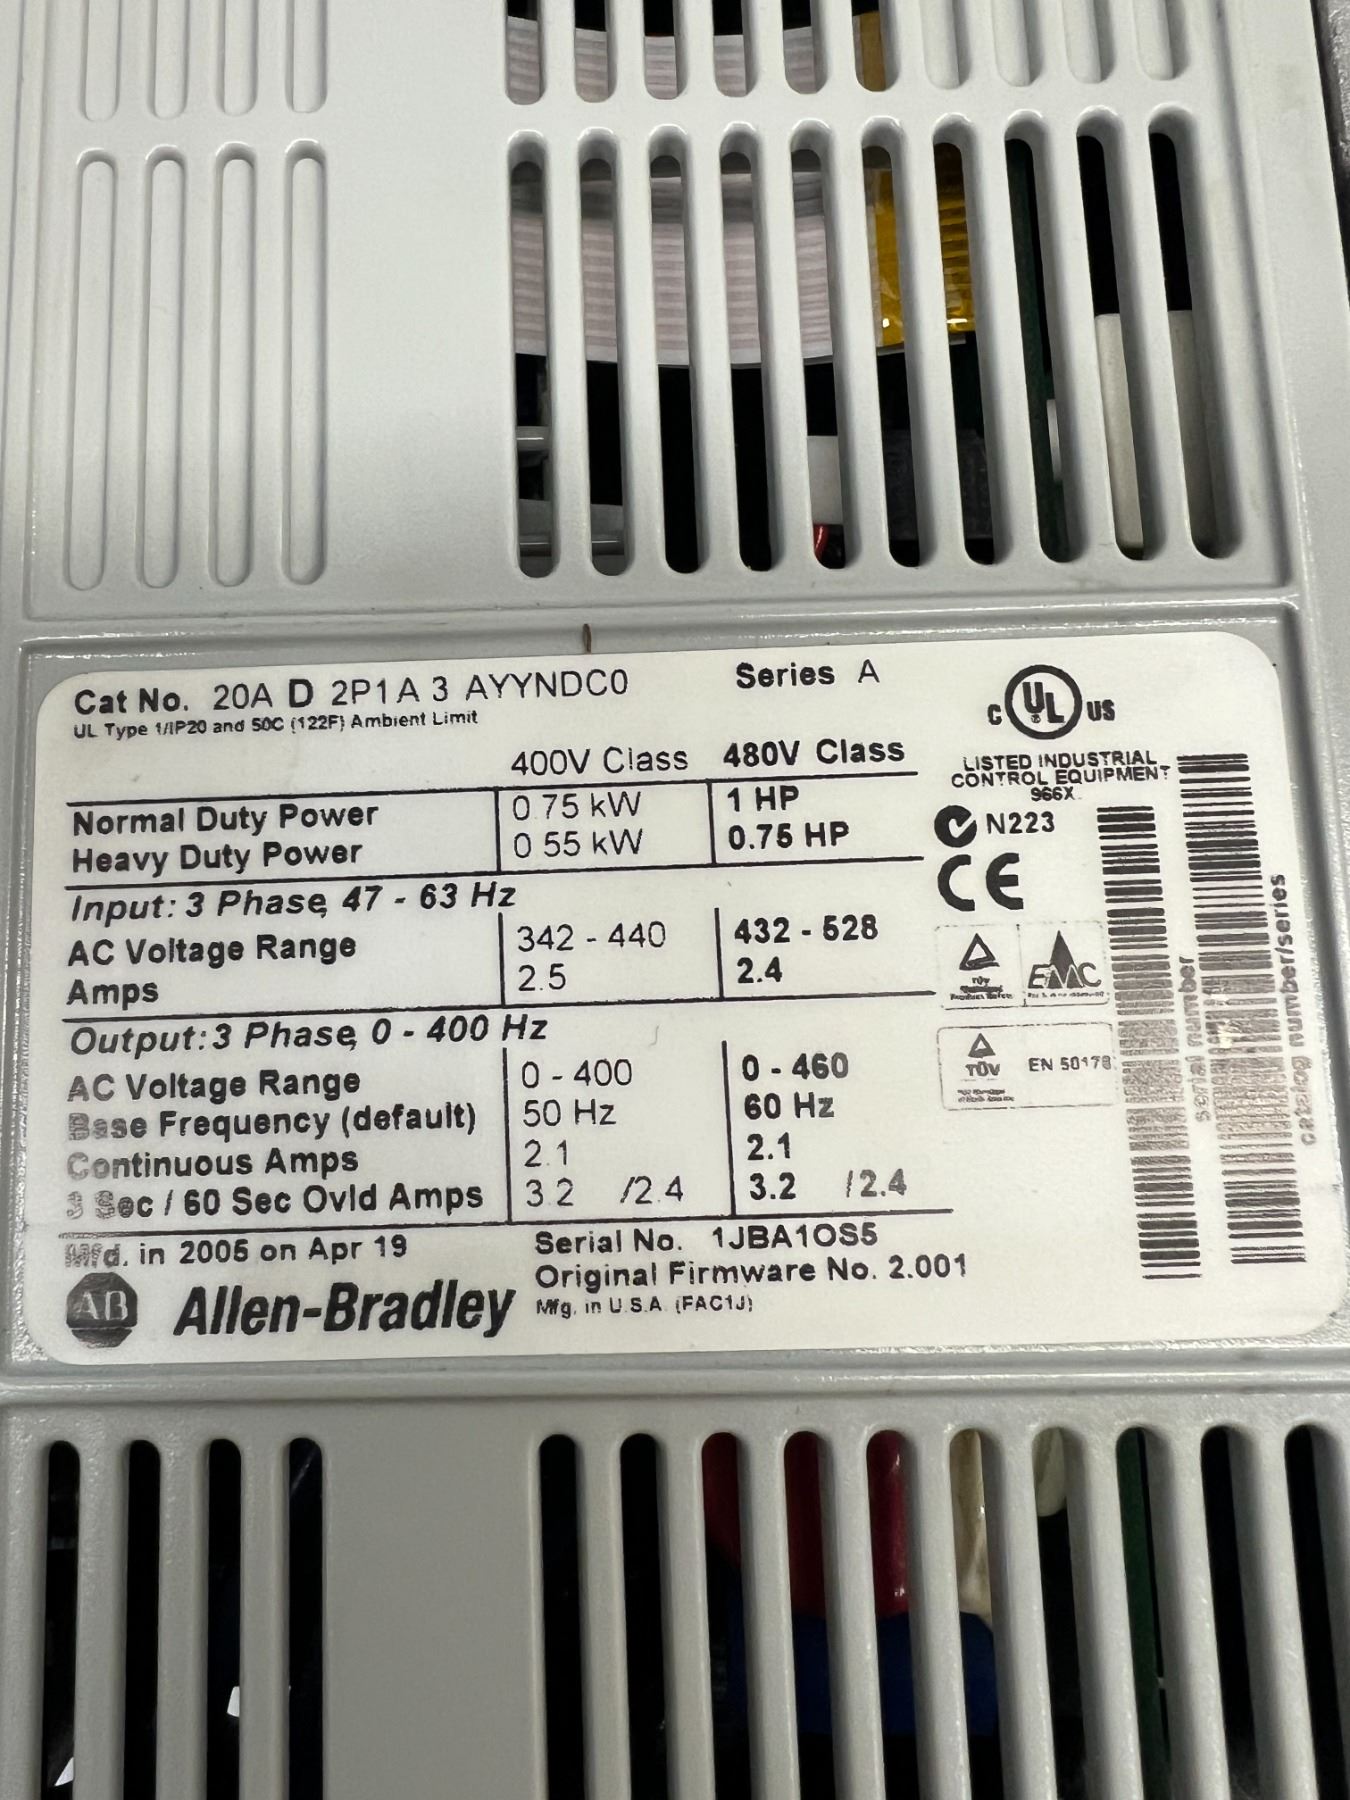 Cat No. 20A D 2P1 A 3 AYYNDC0 Series A
UL Type 1/IP20 and 50C (122F) Ambient Limit
400V Class 480V Class
Normal Duty Power 0.75 kW 1 HP
Heavy Duty Power 0.55 kW 0.75 HP
Input: 3 Phase, 47 - 63 Hz
AC Voltage Range 342 - 440 432 - 528
Amps 2.5 2.4
Output: 3 Phase, 0 - 400 Hz
AC Voltage Range 0 - 400 0 - 460
Base Frequency (default) 50 Hz 60 Hz
Continuous Amps 2.1 2.1
3 Sec / 60 Sec Ovld Amps 3.2 /2.4 3.2 /2.4
Mfd. in 2005 on Apr 19
Serial No. 1JBA1OS5
Original Firmware No. 2.001
Mfg. in U.S.A. (FAC1J)
AB Allen-Bradley
C UL US
LISTED INDUSTRIAL
CONTROL EQUIPMENT
966X
N223
CE
TÜV
EMC
TÜV
EN 50178
serial number
catalog number/series